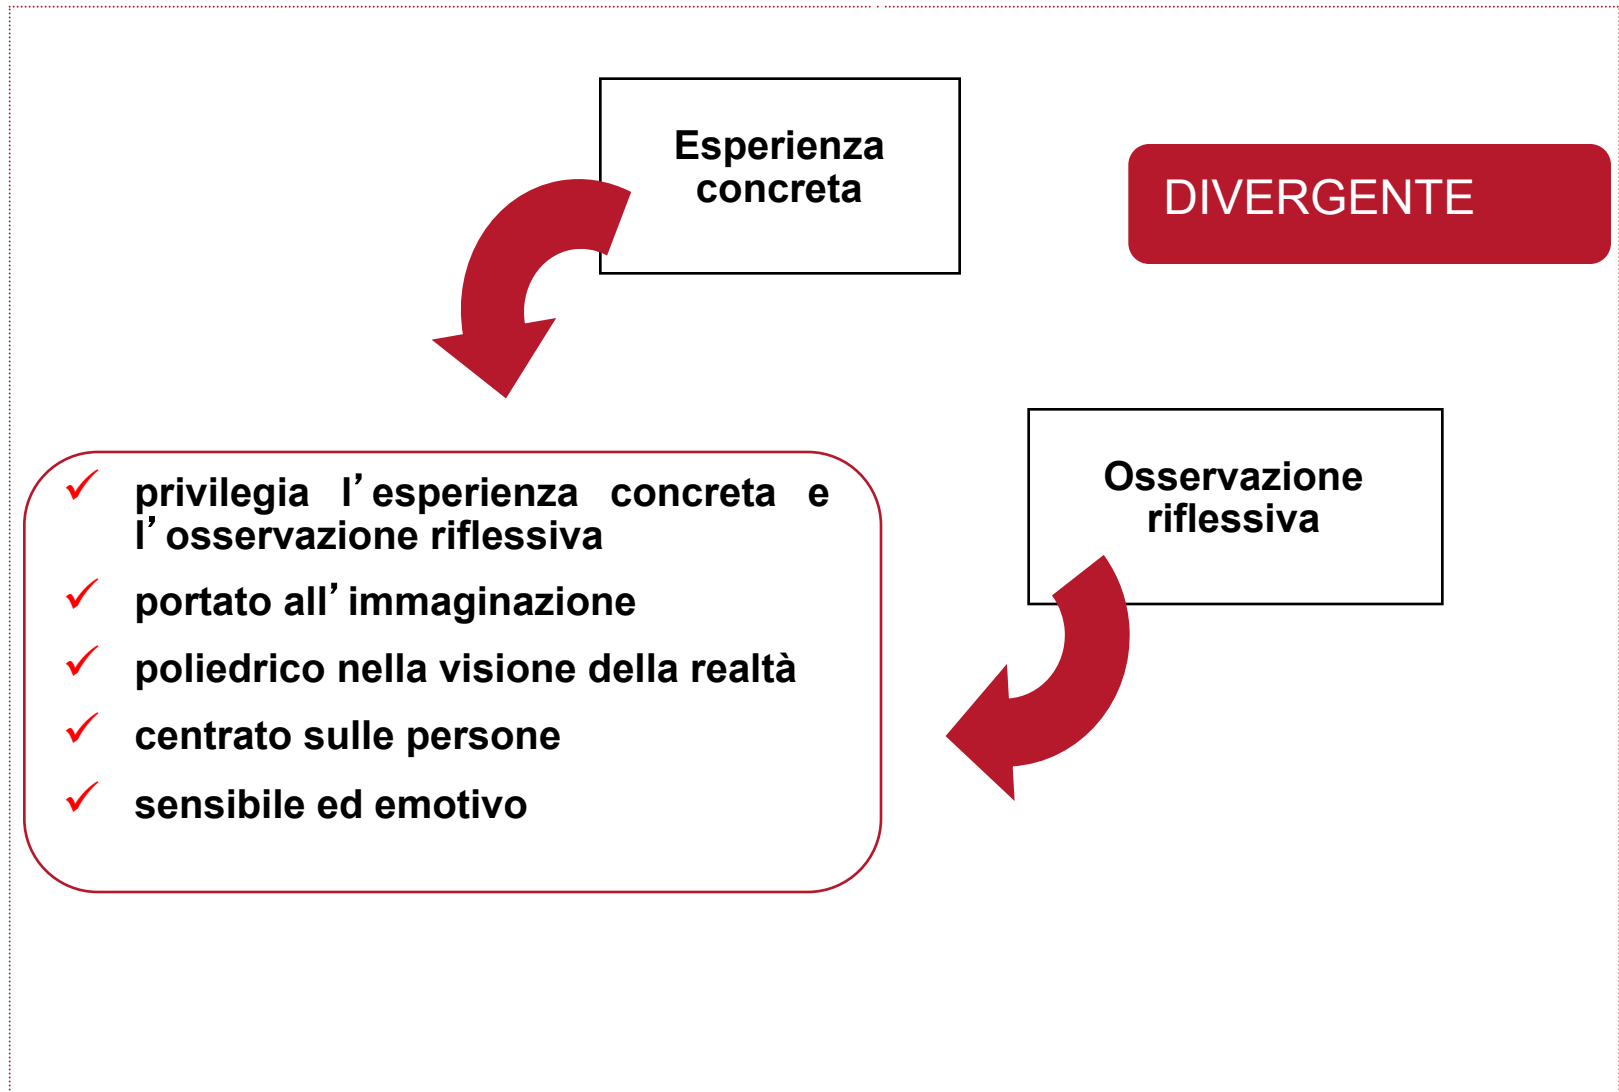 Esperienza
concreta
DIVERGENTE
Osservazione
riflessiva
privilegia l’esperienza concreta e
l’osservazione riflessiva
portato all’immaginazione
poliedrico nella visione della realtà
centrato sulle persone
sensibile ed emotivo